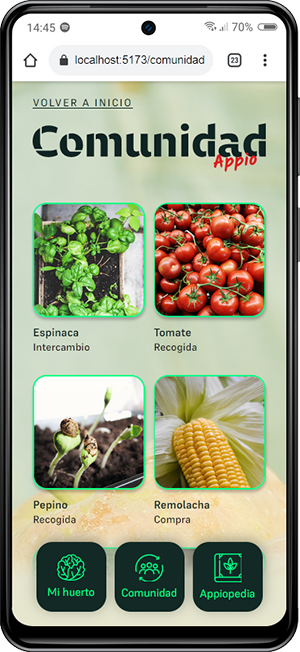 14:45
70%
localhost:5173/comunidad
23
VOLVER A INICIO
Comunidad
Appio
Espinaca
Intercambio
Tomate
Recogida
Pepino
Recogida
Remolacha
Compra
Mi huerto
Comunidad
Appiopedia